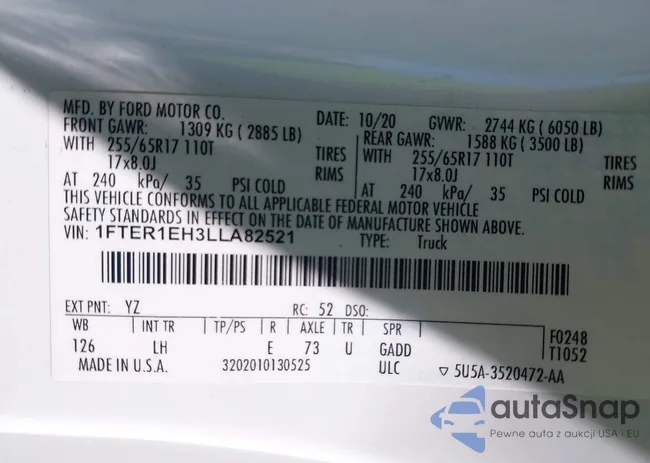 MFD. BY FORD MOTOR CO.
DATE: 10/20 GVWR: 2744 KG (6050 LB)
FRONT GAWR: 1309 KG (2885 LB)
REAR GAWR: 1588 KG (3500 LB)
WITH 255/65R17 110T TIRES
WITH 255/65R17 110T TIRES
17x8.0J RIMS
17x8.0J RIMS
AT 240 kPa/ 35 PSI COLD
AT 240 kPa/ 35 PSI COLD
THIS VEHICLE CONFORMS TO ALL APPLICABLE FEDERAL MOTOR VEHICLE
SAFETY STANDARDS IN EFFECT ON THE DATE OF MANUFACTURE SHOWN ABOVE.
VIN: 1FTER1EH3LLA82521
TYPE: Truck
EXT PNT: YZ RC: 52 DSO:
WB INT TR TP/PS R AXLE TR SPR F0248
126 LH E 73 U GADD T1052
MADE IN U.S.A. 3202010130525 ULC ▽ 5U5A-3520472-AA
autaSnap
Pewne auta z aukcji USA i EU